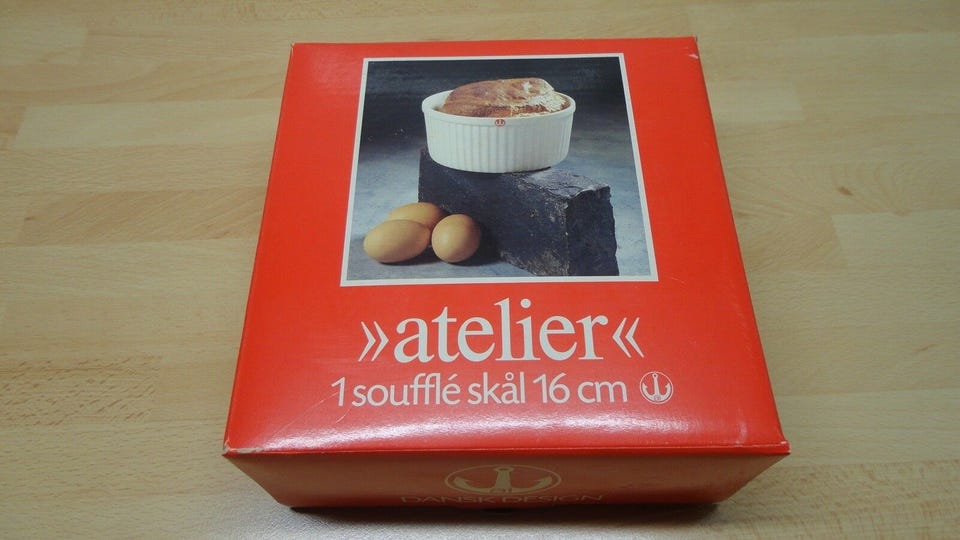 »atelier«
1 soufflé skål 16 cm
DANSK DESIGN